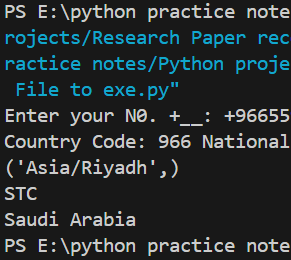 PS E:\python practice note
rojects/Research Paper rec
ractice notes/Python proje
File to exe.py"
Enter your N0. +__: +96655
Country Code: 966 National
('Asia/Riyadh',)
STC
Saudi Arabia
PS E:\python practice note